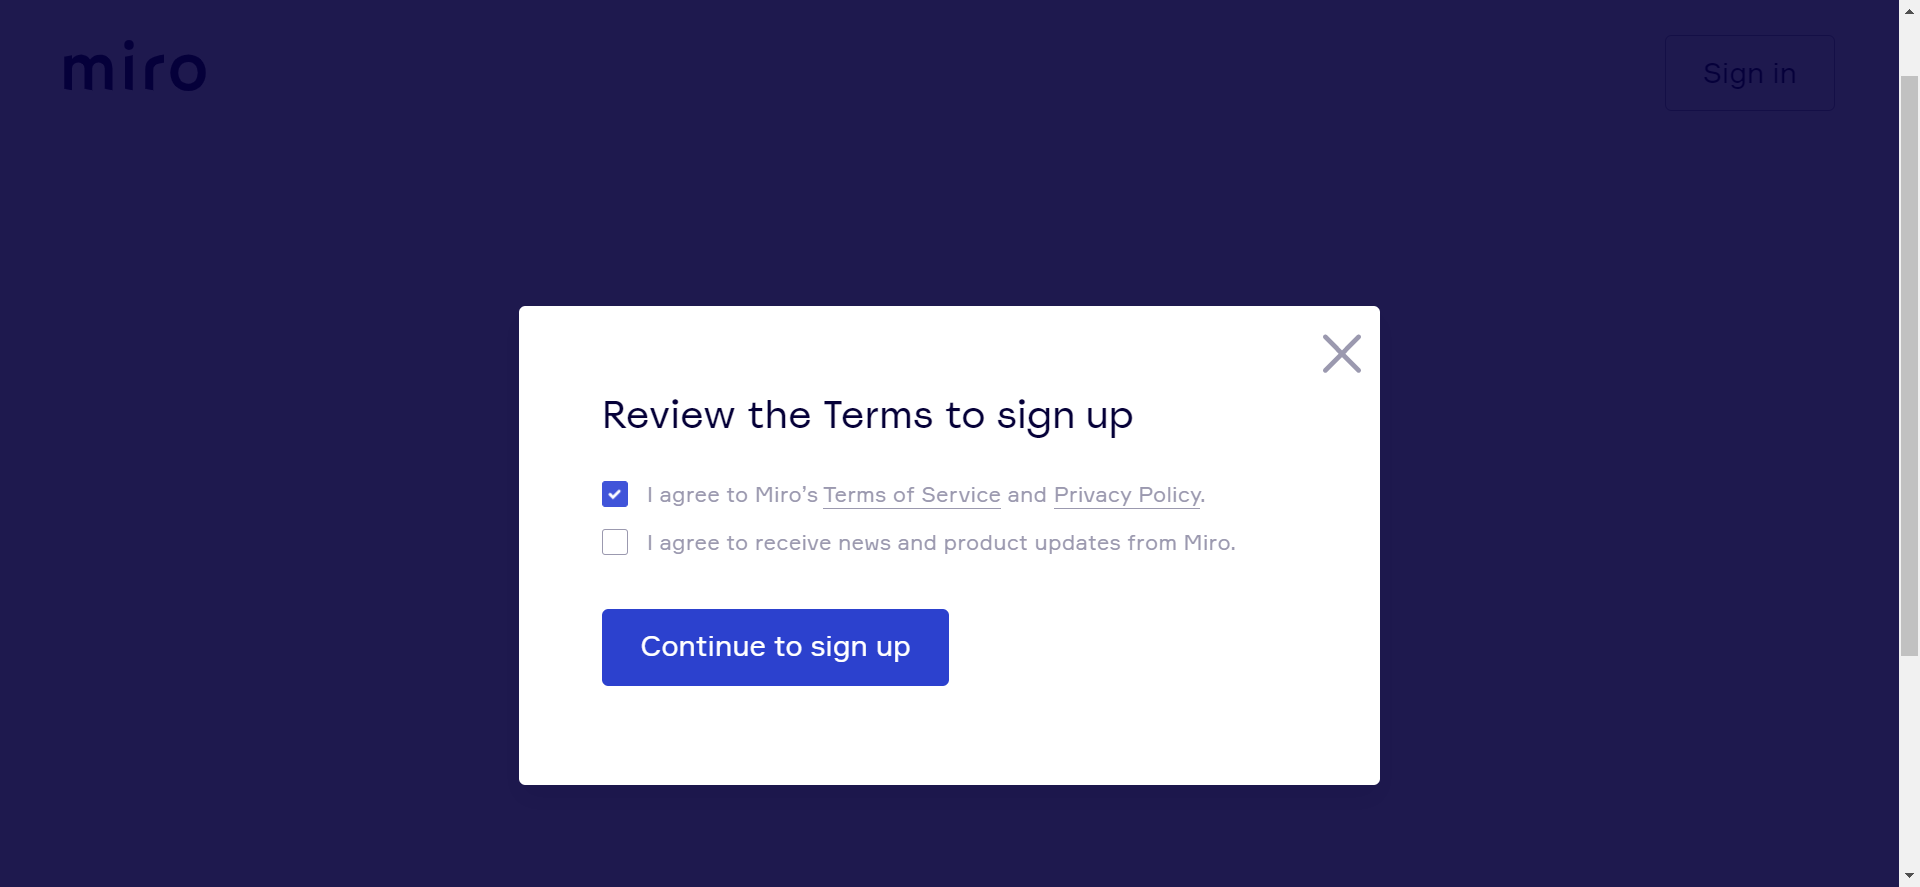 miro
Sign in
Review the Terms to sign up
I agree to Miro’s Terms of Service and Privacy Policy.
I agree to receive news and product updates from Miro.
Continue to sign up